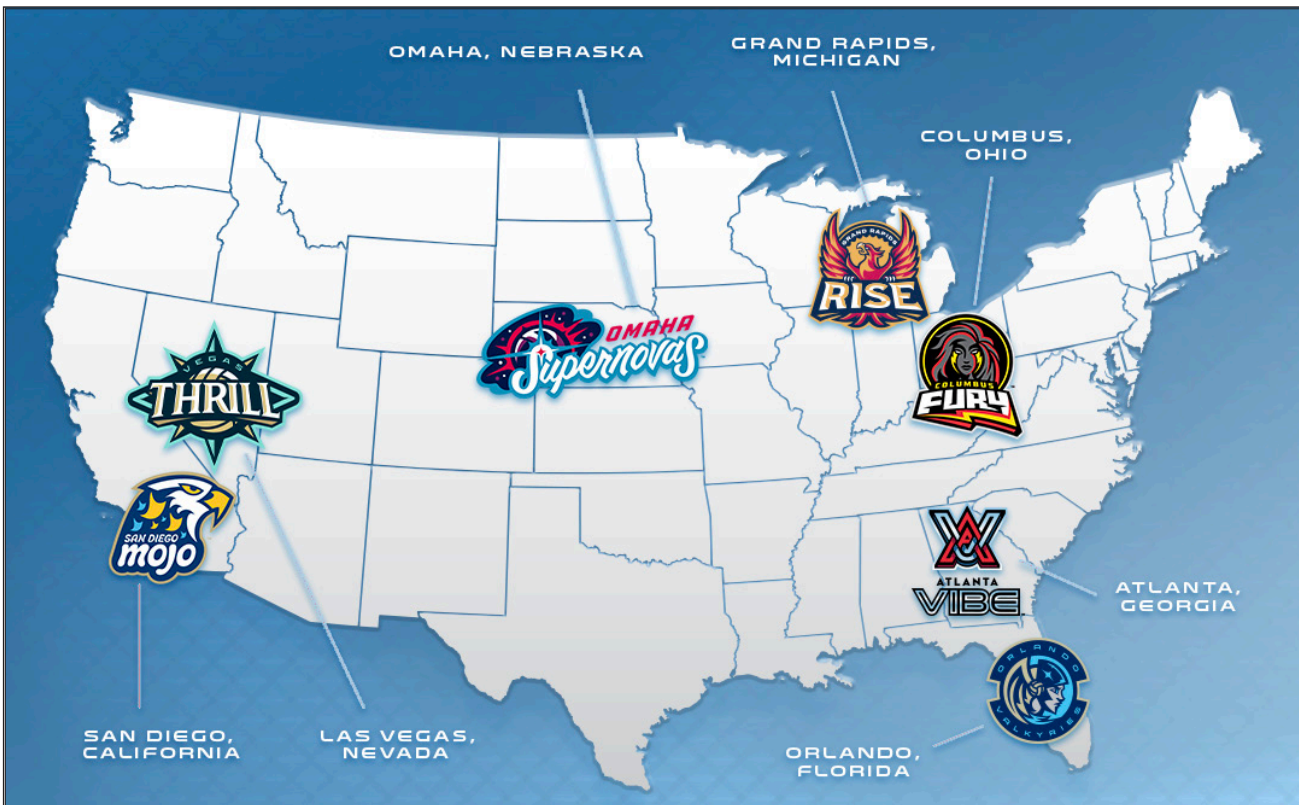 OMAHA, NEBRASKA
GRAND RAPIDS,
MICHIGAN
COLUMBUS,
OHIO
GRAND RAPIDS
RISE
OMAHA
Supernovas
VEGAS
THRILL
COLUMBUS
FURY
SAN DIEGO
mojo
ATLANTA
VIBE
ATLANTA,
GEORGIA
ORLANDO
VALKYRIES
SAN DIEGO,
CALIFORNIA
LAS VEGAS,
NEVADA
ORLANDO,
FLORIDA